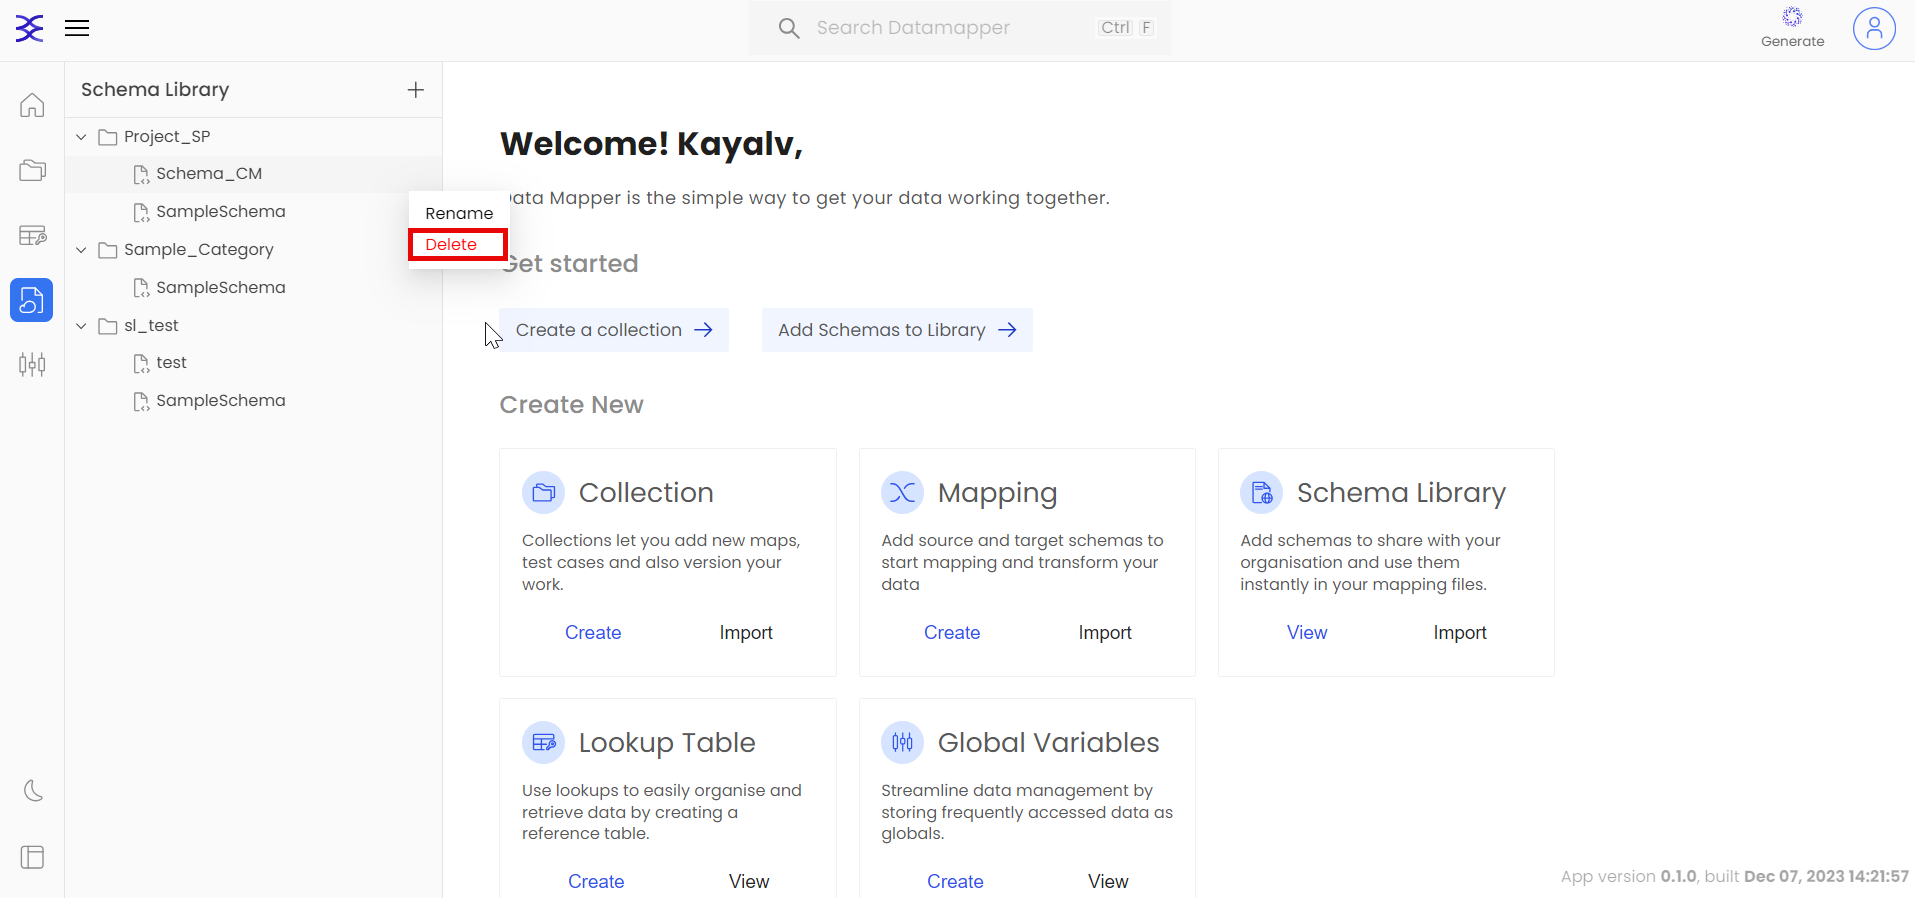 Search Datamapper
Ctrl F
Generate
Schema Library
Project_SP
Schema_CM
SampleSchema
Sample_Category
SampleSchema
sl_test
test
SampleSchema
Rename
Delete
Welcome! Kayalv,
ata Mapper is the simple way to get your data working together.
Get started
Create a collection
Add Schemas to Library
Create New
Collection
Collections let you add new maps,
test cases and also version your
work.
Create Import
Mapping
Add source and target schemas to
start mapping and transform your
data
Create Import
Schema Library
Add schemas to share with your
organisation and use them
instantly in your mapping files.
View Import
Lookup Table
Use lookups to easily organise and
retrieve data by creating a
reference table.
Create View
Global Variables
Streamline data management by
storing frequently accessed data as
globals.
Create View
App version 0.1.0, built Dec 07, 2023 14:21:57